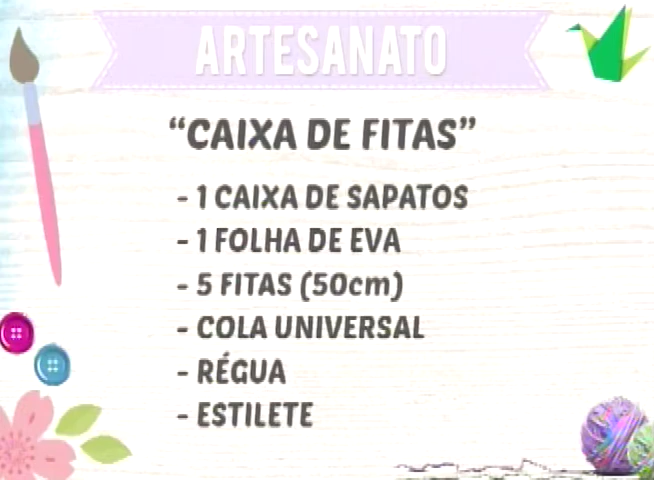 ARTESANATO
“CAIXA DE FITAS”
- 1 CAIXA DE SAPATOS
- 1 FOLHA DE EVA
- 5 FITAS (50cm)
- COLA UNIVERSAL
- RÉGUA
- ESTILETE